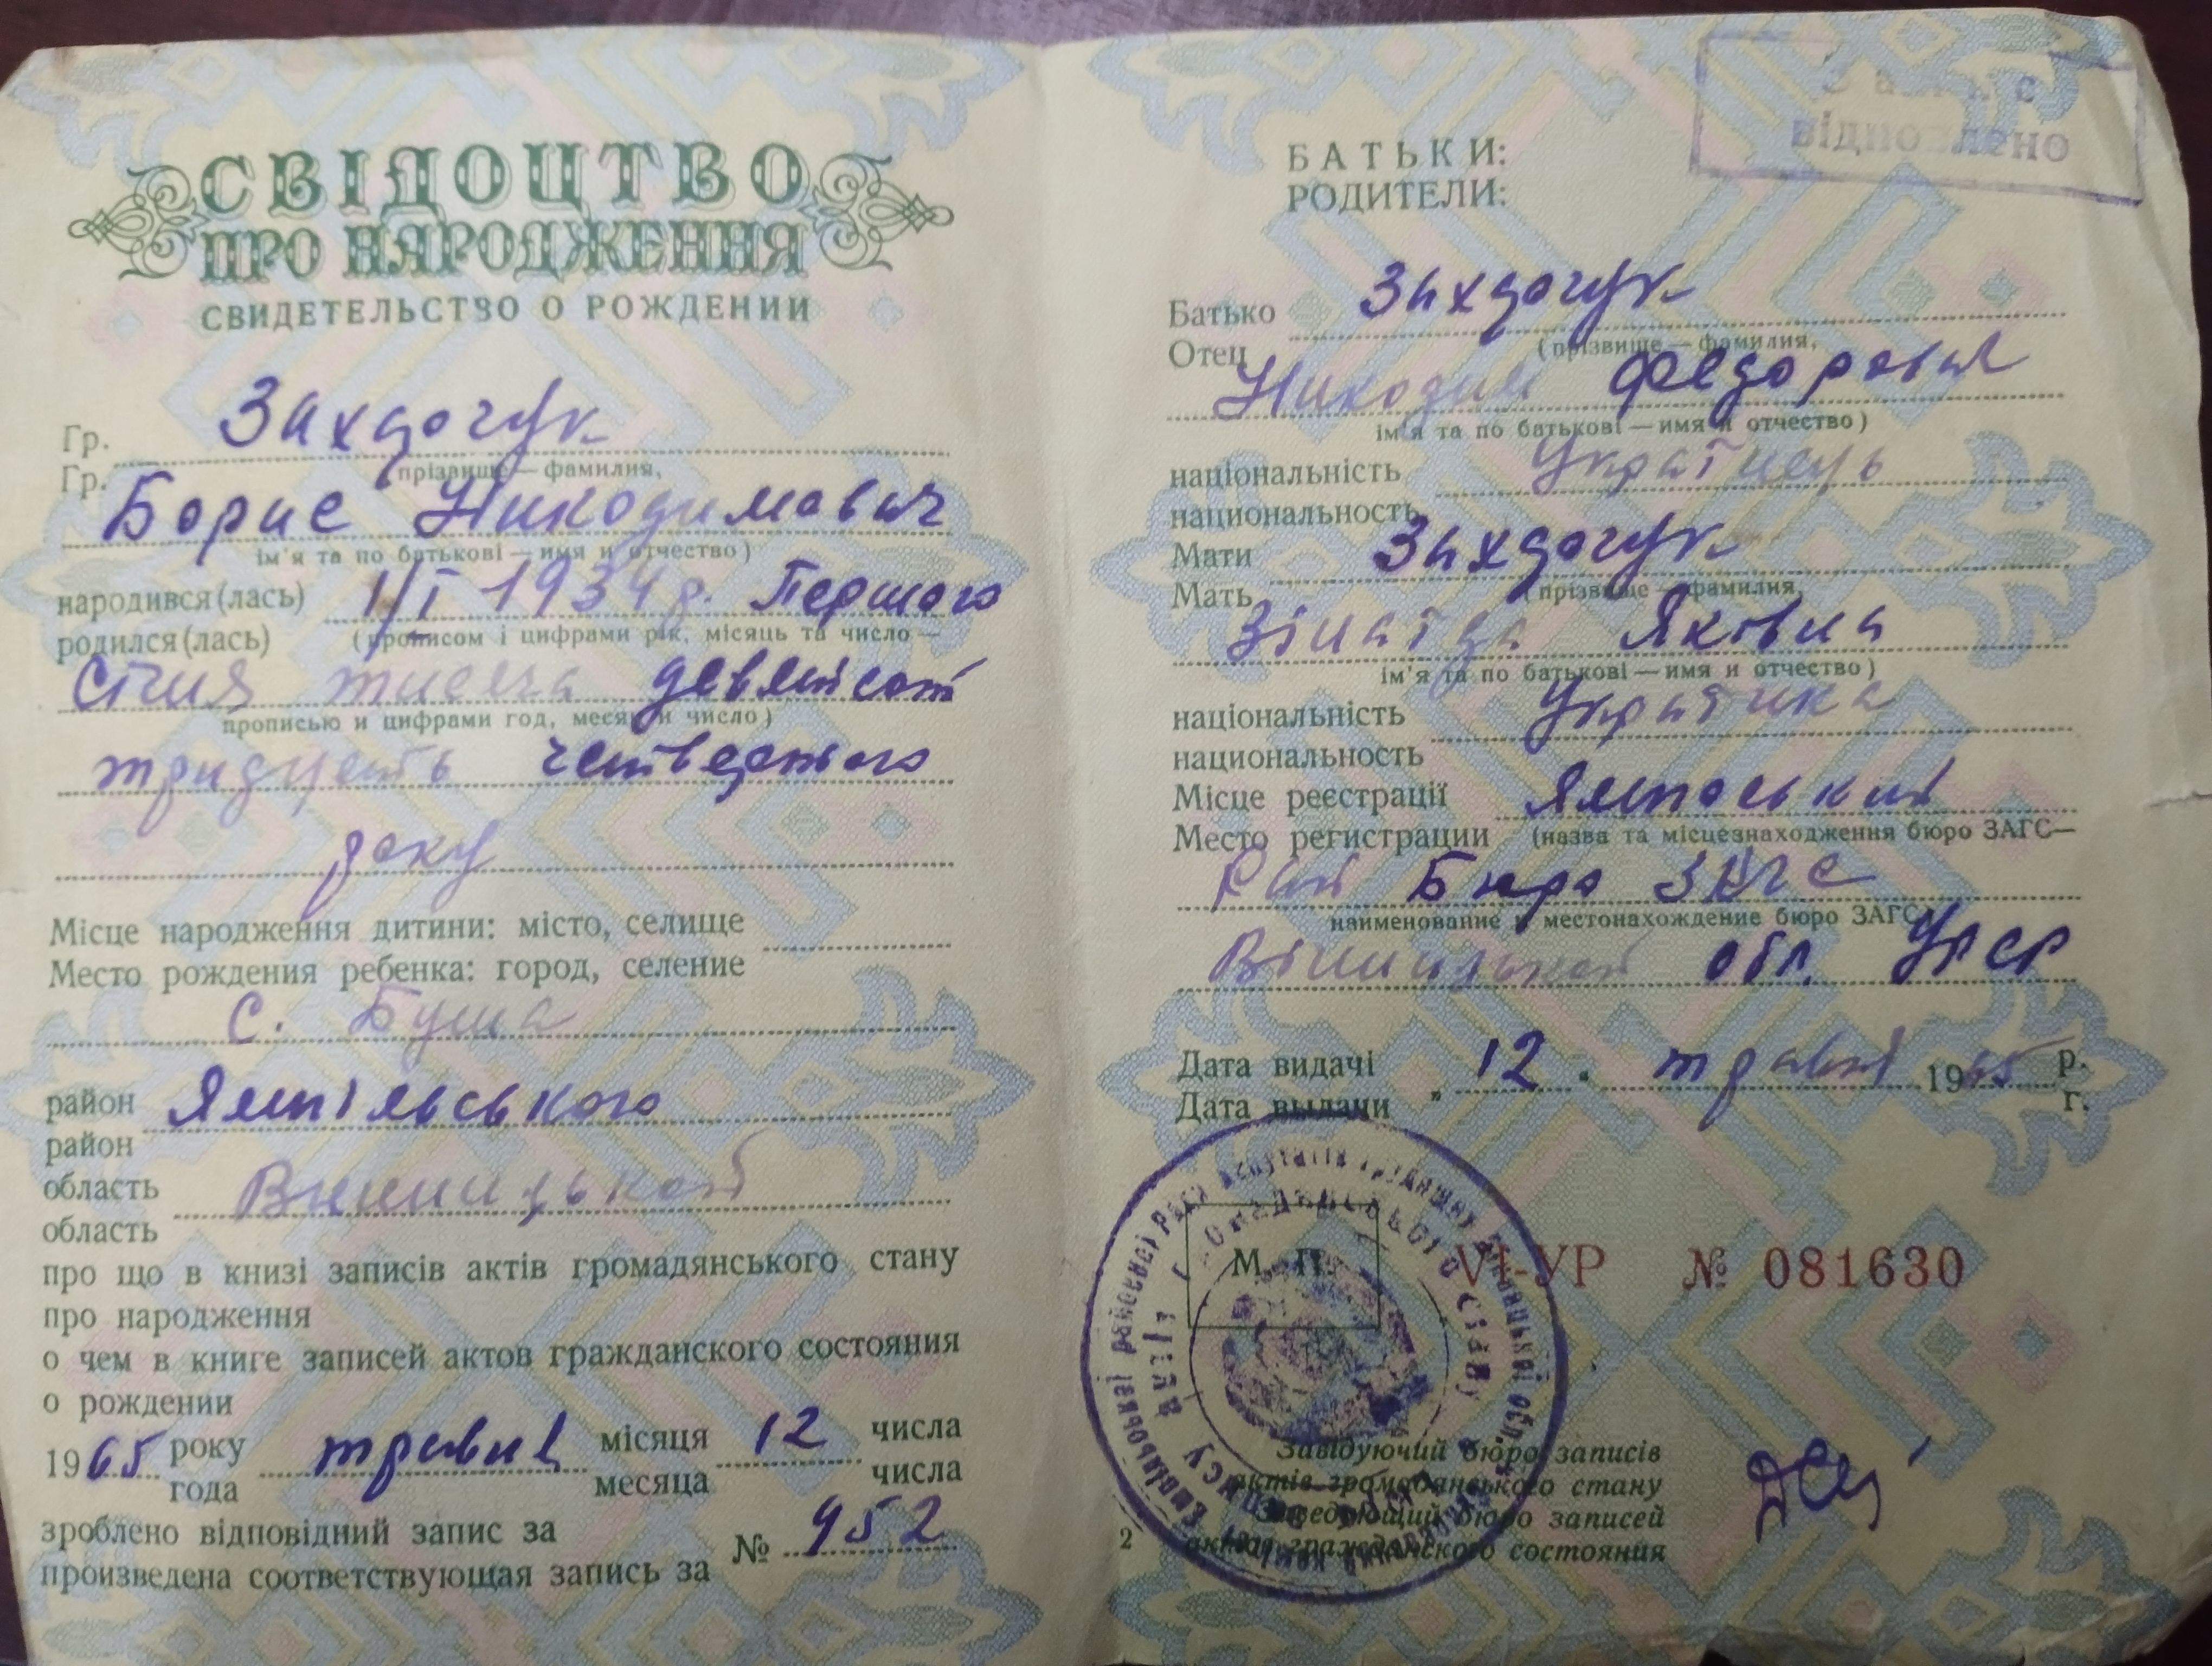 СВІДОЦТВО
ПРО НАРОДЖЕННЯ
СВИДЕТЕЛЬСТВО О РОЖДЕНИИ
Гр.
Гр.
прізвище — фамилия,
Борис Никодимович
ім'я та по батькові — имя и отчество)
народився(лась) 1/I 1934 р. Першого
родился(лась) (прописом і цифрами рік, місяць та число —
Січня тисяча девятсот
прописью и цифрами год, месяц и число)
тридцять четвертого
року
Місце народження дитини: місто, селище
Место рождения ребенка: город, селение
с. Буша
район Ямпільського
район
область Вінницької
область
про що в книзі записів актів громадянського стану
про народження
о чем в книге записей актов гражданского состояния
о рождении
1965 року травня місяця 12 числа
года месяца числа
зроблено відповідний запис за
произведена соответствующая запись за № 952
Запис
відновлено
БАТЬКИ:
РОДИТЕЛИ:
Батько
Отец (прізвище — фамилия,
Никодим Федорович
ім'я та по батькові — имя и отчество)
національність Українець
национальность
Мати
Мать (прізвище — фамилия,
Зінаїда Яківна
ім'я та по батькові — имя и отчество)
національність Українка
национальность
Місце реєстрації
Место регистрации (назва та місцезнаходження бюро ЗАГС—
Рай Бюро ЗАГС
наименование и местонахождение бюро ЗАГС)
Вінницької обл. УРСР
Дата видачі „12" травня 1965 р.
Дата выдачи г.
М. П.
VI-УР № 081630
Завідуючий бюро записів
актів громадянського стану
Заведующий бюро записей
актов гражданского состояния
2